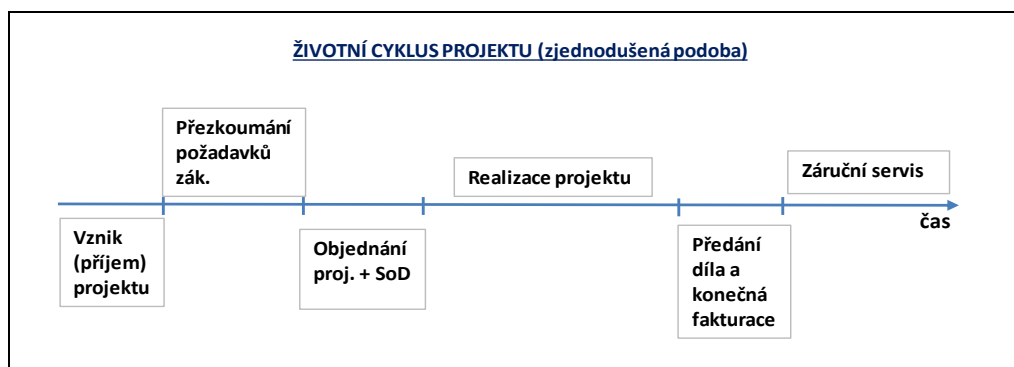 ŽIVOTNÍ CYKLUS PROJEKTU (zjednodušená podoba)
Vznik
(příjem)
projektu
Přezkoumání
požadavků
zák.
Objednání
proj. + SoD
Realizace projektu
Předání
díla a
konečná
fakturace
Záruční servis
čas